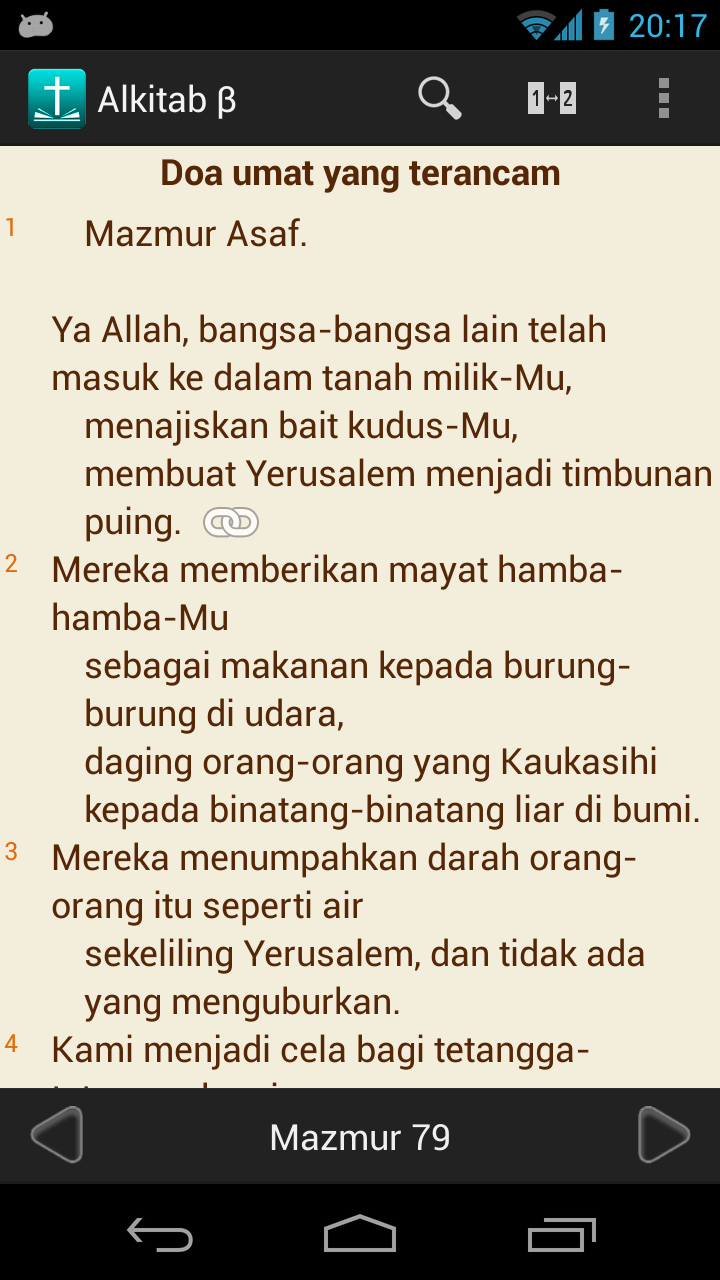 20:17
Alkitab β
1↔2
Doa umat yang terancam
1 Mazmur Asaf.
Ya Allah, bangsa-bangsa lain telah
masuk ke dalam tanah milik-Mu,
menajiskan bait kudus-Mu,
membuat Yerusalem menjadi timbunan
puing.
2 Mereka memberikan mayat hamba-
hamba-Mu
sebagai makanan kepada burung-
burung di udara,
daging orang-orang yang Kaukasihi
kepada binatang-binatang liar di bumi.
3 Mereka menumpahkan darah orang-
orang itu seperti air
sekeliling Yerusalem, dan tidak ada
yang menguburkan.
4 Kami menjadi cela bagi tetangga-
Mazmur 79